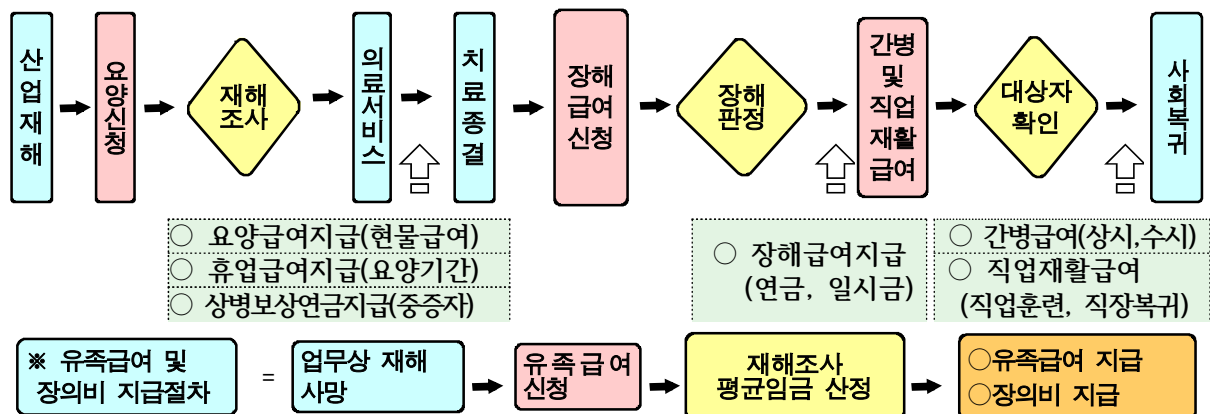 산업재해
요양신청
재해
조사
의료서비스
치료종결
장해
급여
신청
장해
판정
간병
및
직업
재활
급여
대상자
확인
사회복귀
○ 요양급여지급(현물급여)
○ 휴업급여지급(요양기간)
○ 상병보상연금지급(중증자)
○ 장해급여지급
(연금, 일시금)
○ 간병급여(상시,수시)
○ 직업재활급여
(직업훈련, 직장복귀)
※ 유족급여 및
장의비 지급절차
=
업무상 재해
사망
유족급여
신청
재해조사
평균임금 산정
○유족급여 지급
○장의비 지급